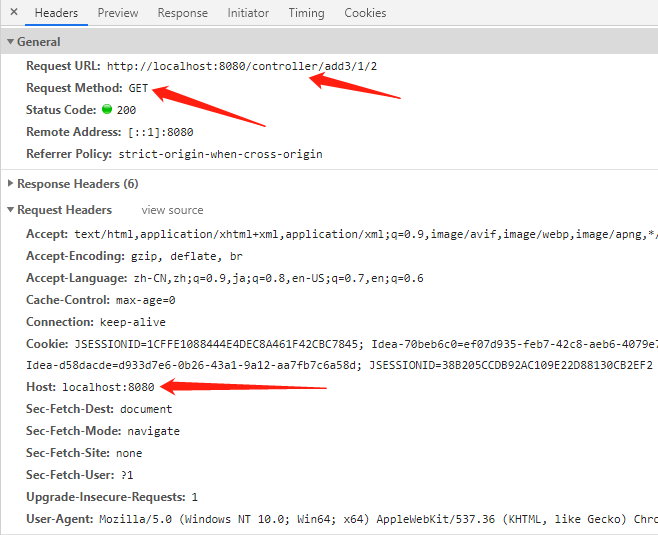 × Headers Preview Response Initiator Timing Cookies
▼ General
Request URL: http://localhost:8080/controller/add3/1/2
Request Method: GET
Status Code: 200
Remote Address: [::1]:8080
Referrer Policy: strict-origin-when-cross-origin
▶ Response Headers (6)
▼ Request Headers view source
Accept: text/html,application/xhtml+xml,application/xml;q=0.9,image/avif,image/webp,image/apng,*/
Accept-Encoding: gzip, deflate, br
Accept-Language: zh-CN,zh;q=0.9,ja;q=0.8,en-US;q=0.7,en;q=0.6
Cache-Control: max-age=0
Connection: keep-alive
Cookie: JSESSIONID=1CFFE1088444E4DEC8A461F42CBC7845; Idea-70beb6c0=ef07d935-feb7-42c8-aeb6-4079e7
Idea-d58dacde=d933d7e6-0b26-43a1-9a12-aa7fb7c6a58d; JSESSIONID=38B205CCDB92AC109E22D88130CB2EF2
Host: localhost:8080
Sec-Fetch-Dest: document
Sec-Fetch-Mode: navigate
Sec-Fetch-Site: none
Sec-Fetch-User: ?1
Upgrade-Insecure-Requests: 1
User-Agent: Mozilla/5.0 (Windows NT 10.0; Win64; x64) AppleWebKit/537.36 (KHTML, like Gecko) Chro